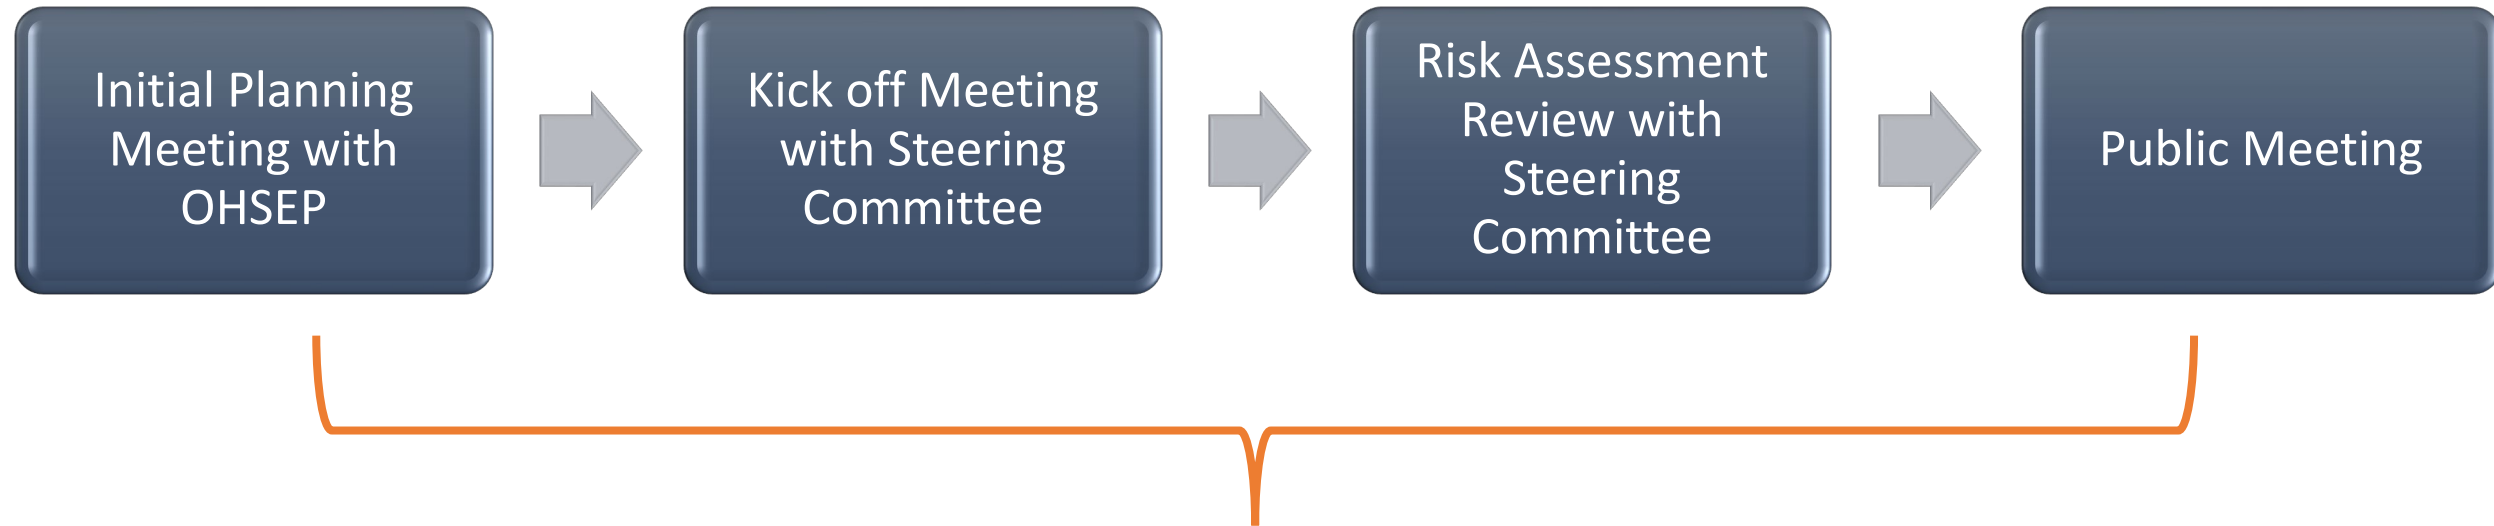 Initial Planning
Meeting with
OHSEP
Kick off Meeting
with Steering
Committee
Risk Assessment
Review with
Steering
Committee
Public Meeting